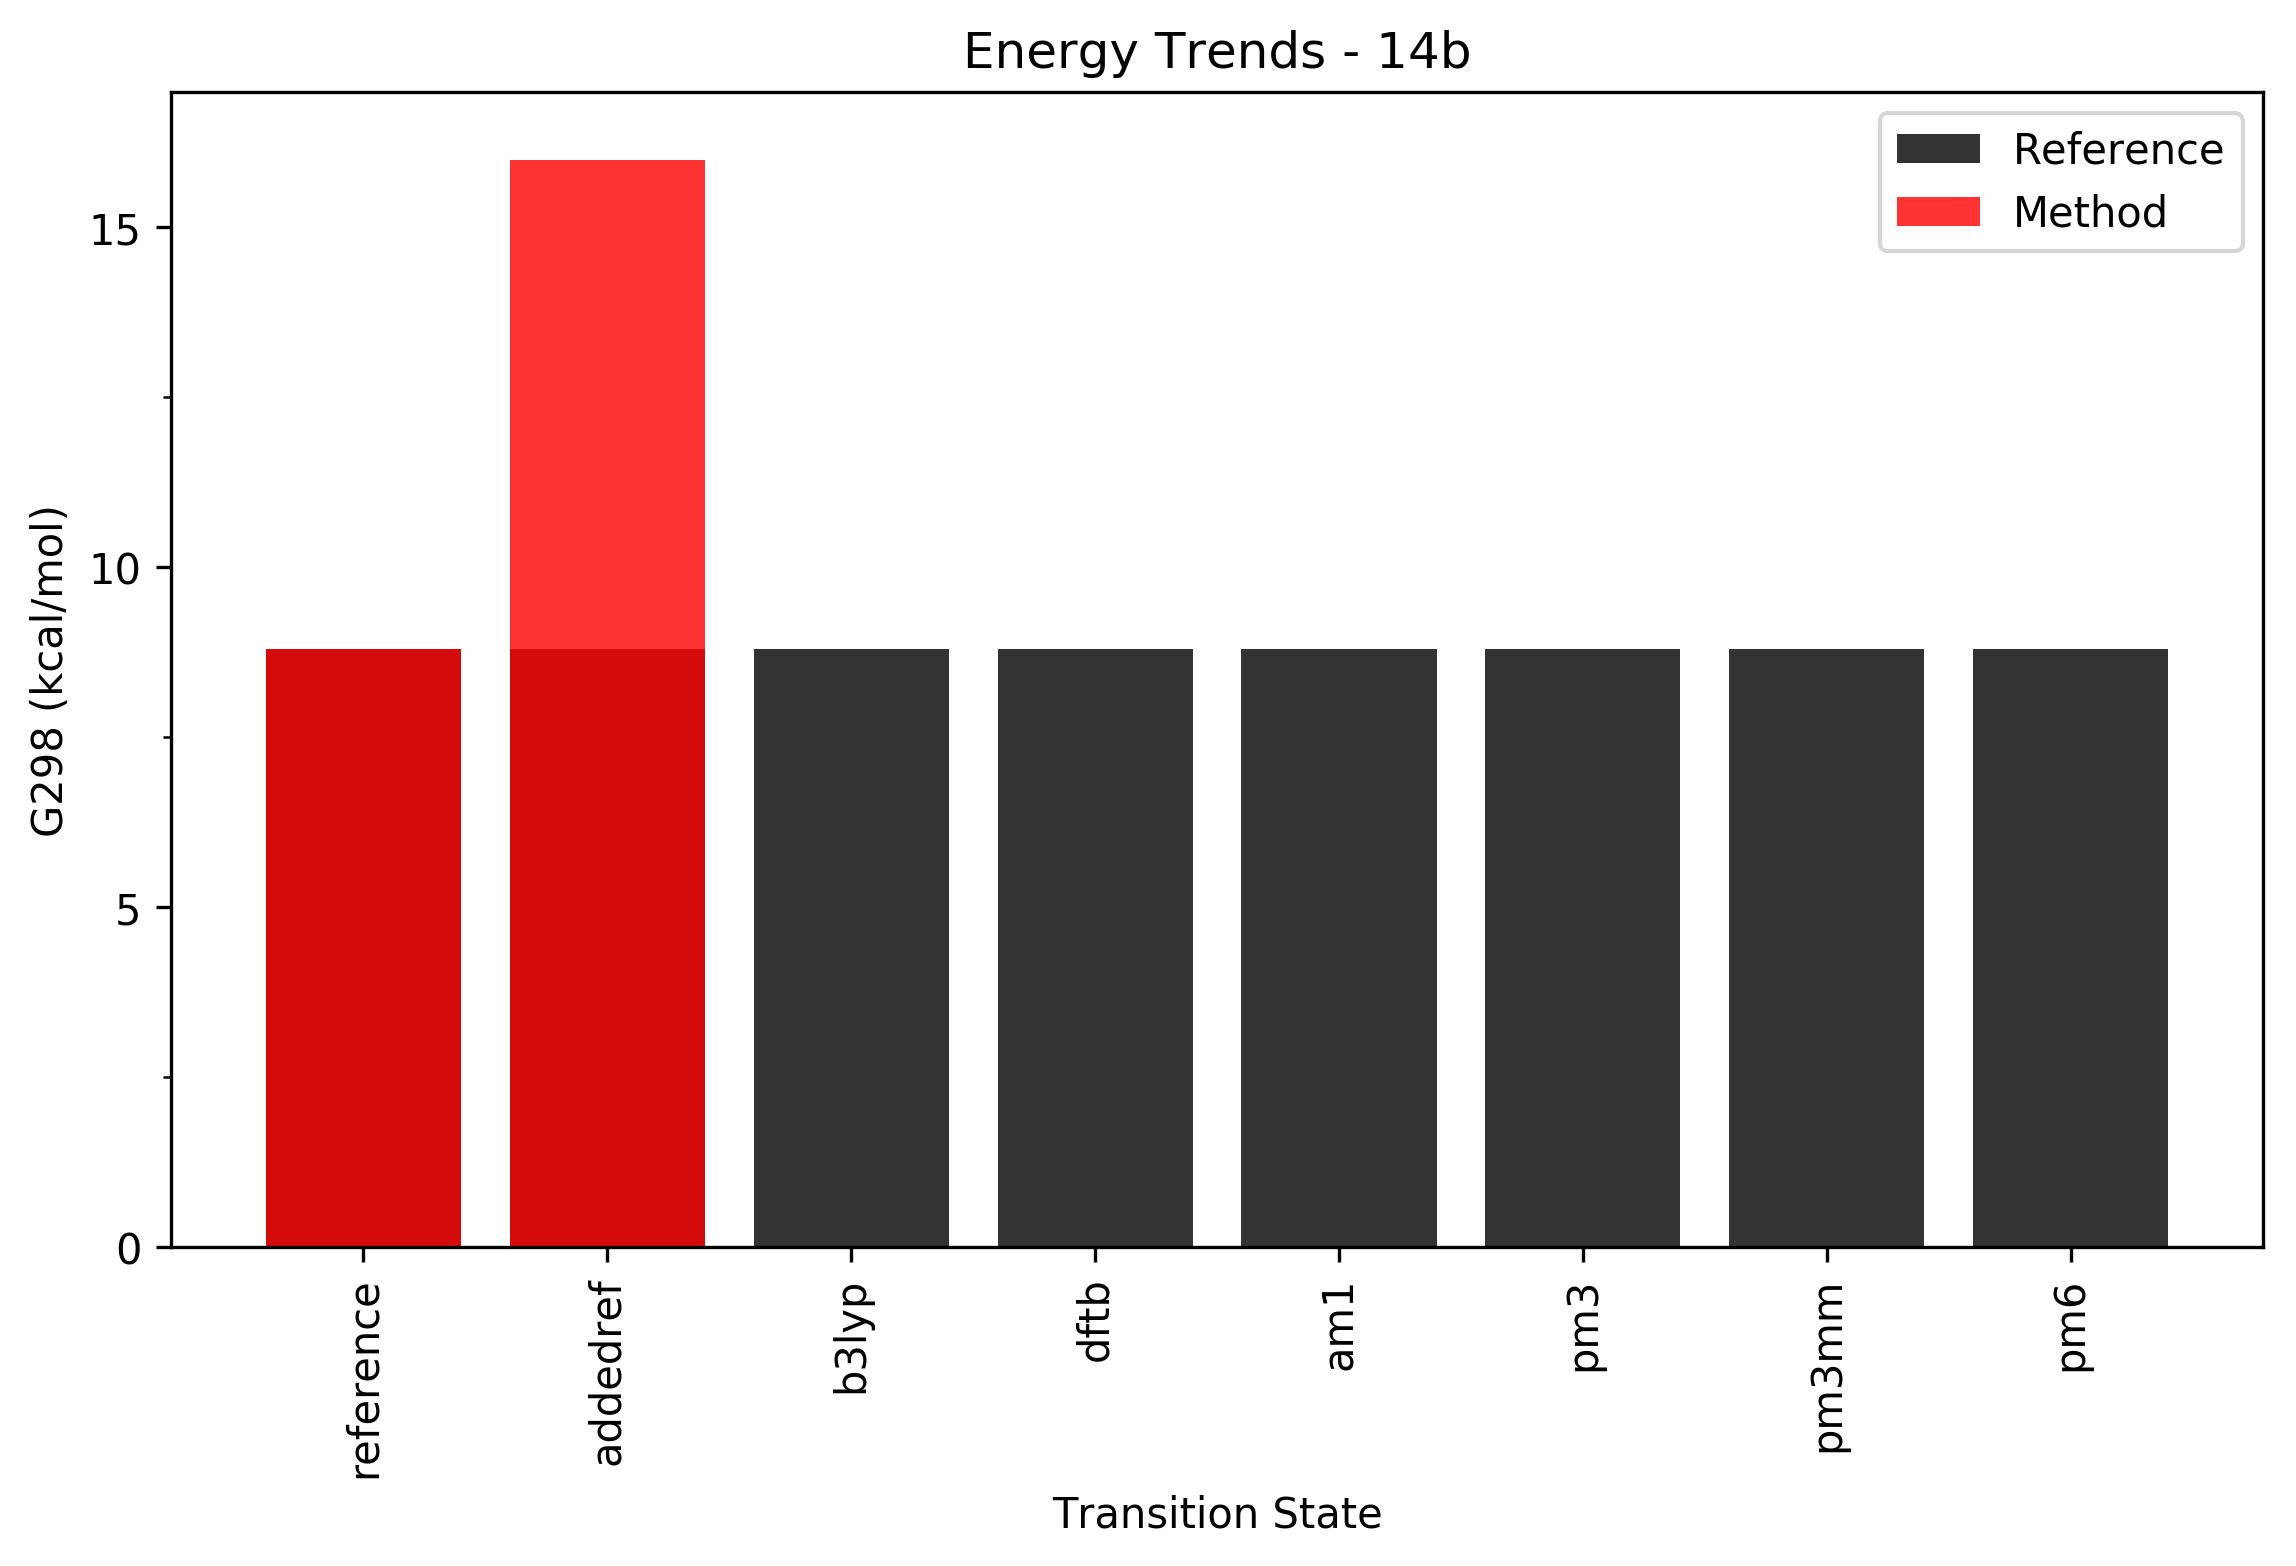 Energy Trends - 14b
Reference
Method
15
10
5
0
G298 (kcal/mol)
reference
addedref
b3lyp
dftb
am1
pm3
pm3mm
pm6
Transition State